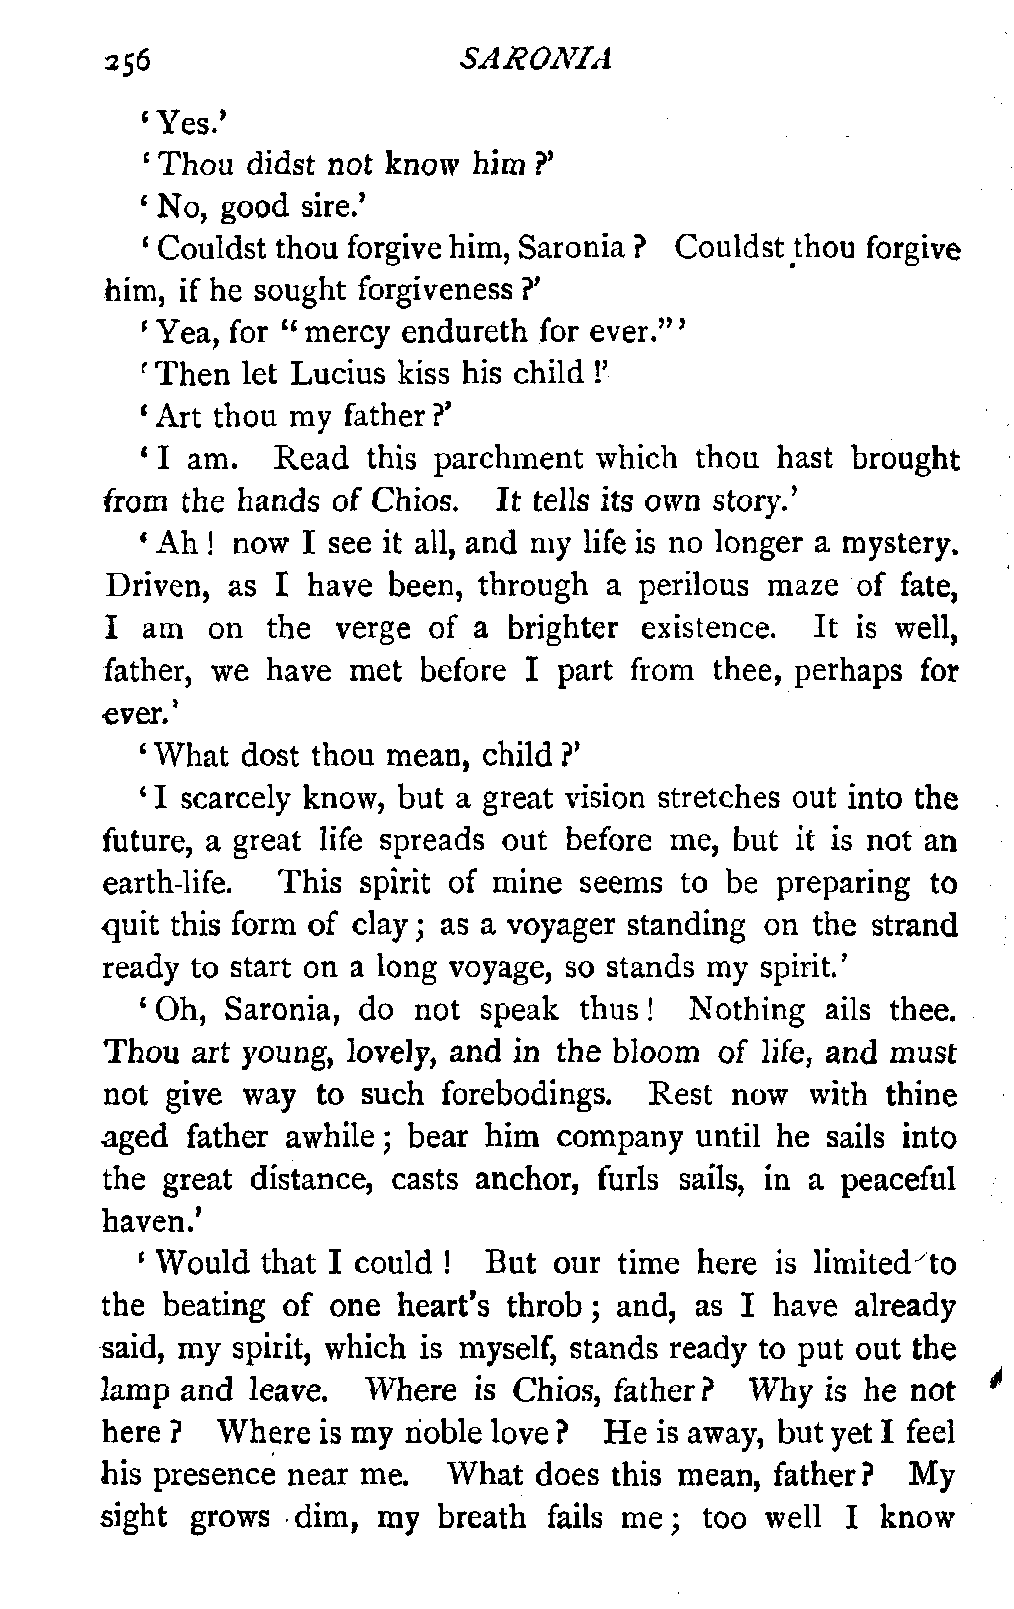 256 SARONIA
‘Yes.’
‘Thou didst not know him?’
‘No, good sire.’
‘Couldst thou forgive him, Saronia? Couldst thou forgive
him, if he sought forgiveness?’
‘Yea, for “mercy endureth for ever.”’
‘Then let Lucius kiss his child!’
‘Art thou my father?’
‘I am. Read this parchment which thou hast brought
from the hands of Chios. It tells its own story.’
‘Ah! now I see it all, and my life is no longer a mystery.
Driven, as I have been, through a perilous maze of fate,
I am on the verge of a brighter existence. It is well,
father, we have met before I part from thee, perhaps for
ever.’
‘What dost thou mean, child?’
‘I scarcely know, but a great vision stretches out into the
future, a great life spreads out before me, but it is not an
earth-life. This spirit of mine seems to be preparing to
quit this form of clay; as a voyager standing on the strand
ready to start on a long voyage, so stands my spirit.’
‘Oh, Saronia, do not speak thus! Nothing ails thee.
Thou art young, lovely, and in the bloom of life, and must
not give way to such forebodings. Rest now with thine
aged father awhile; bear him company until he sails into
the great distance, casts anchor, furls sails, in a peaceful
haven.’
‘Would that I could! But our time here is limited to
the beating of one heart’s throb; and, as I have already
said, my spirit, which is myself, stands ready to put out the
lamp and leave. Where is Chios, father? Why is he not
here? Where is my noble love? He is away, but yet I feel
his presence near me. What does this mean, father? My
sight grows dim, my breath fails me; too well I know